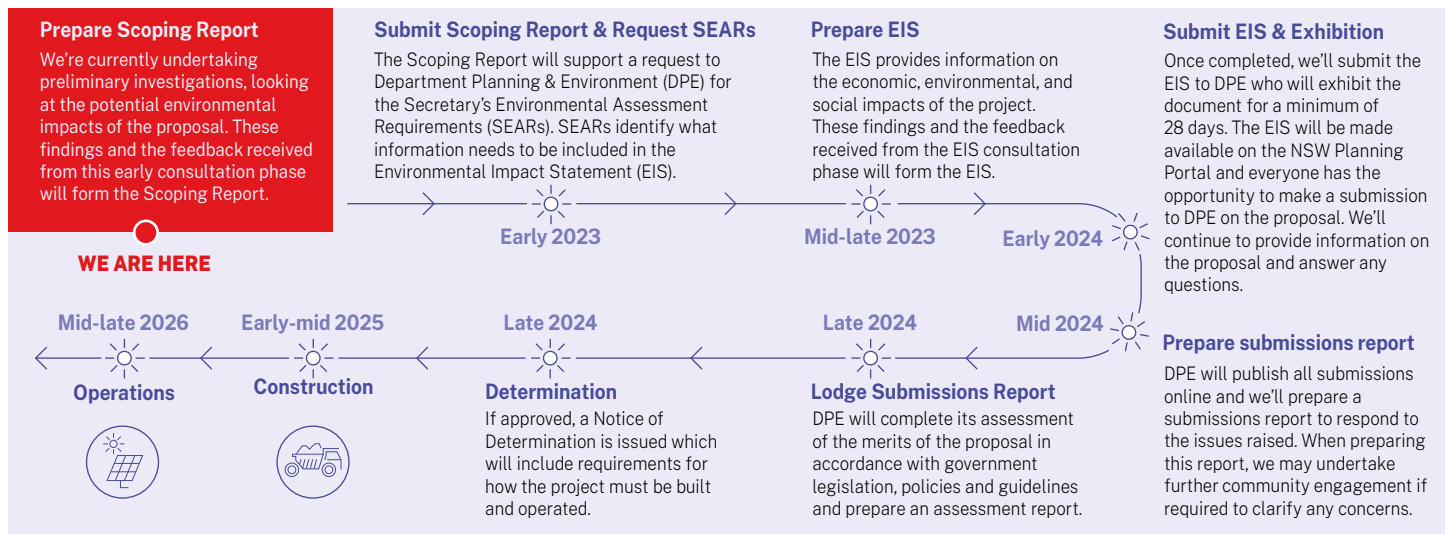 Prepare Scoping Report
We're currently undertaking
preliminary investigations, looking
at the potential environmental
impacts of the proposal. These
findings and the feedback received
from this early consultation phase
will form the Scoping Report.
WE ARE HERE
Submit Scoping Report & Request SEARs
The Scoping Report will support a request to
Department Planning & Environment (DPE) for
the Secretary's Environmental Assessment
Requirements (SEARs). SEARs identify what
information needs to be included in the
Environmental Impact Statement (EIS).
Early 2023
Prepare EIS
The EIS provides information on
the economic, environmental, and
social impacts of the project.
These findings and the feedback
received from the EIS consultation
phase will form the EIS.
Mid-late 2023
Submit EIS & Exhibition
Once completed, we'll submit the
EIS to DPE who will exhibit the
document for a minimum of
28 days. The EIS will be made
available on the NSW Planning
Portal and everyone has the
opportunity to make a submission
to DPE on the proposal. We'll
continue to provide information on
the proposal and answer any
questions.
Early 2024
Mid 2024
Prepare submissions report
DPE will publish all submissions
online and we'll prepare a
submissions report to respond to
the issues raised. When preparing
this report, we may undertake
further community engagement if
required to clarify any concerns.
Late 2024
Lodge Submissions Report
DPE will complete its assessment
of the merits of the proposal in
accordance with government
legislation, policies and guidelines
and prepare an assessment report.
Late 2024
Determination
If approved, a Notice of
Determination is issued which
will include requirements for
how the project must be built
and operated.
Early-mid 2025
Construction
Mid-late 2026
Operations